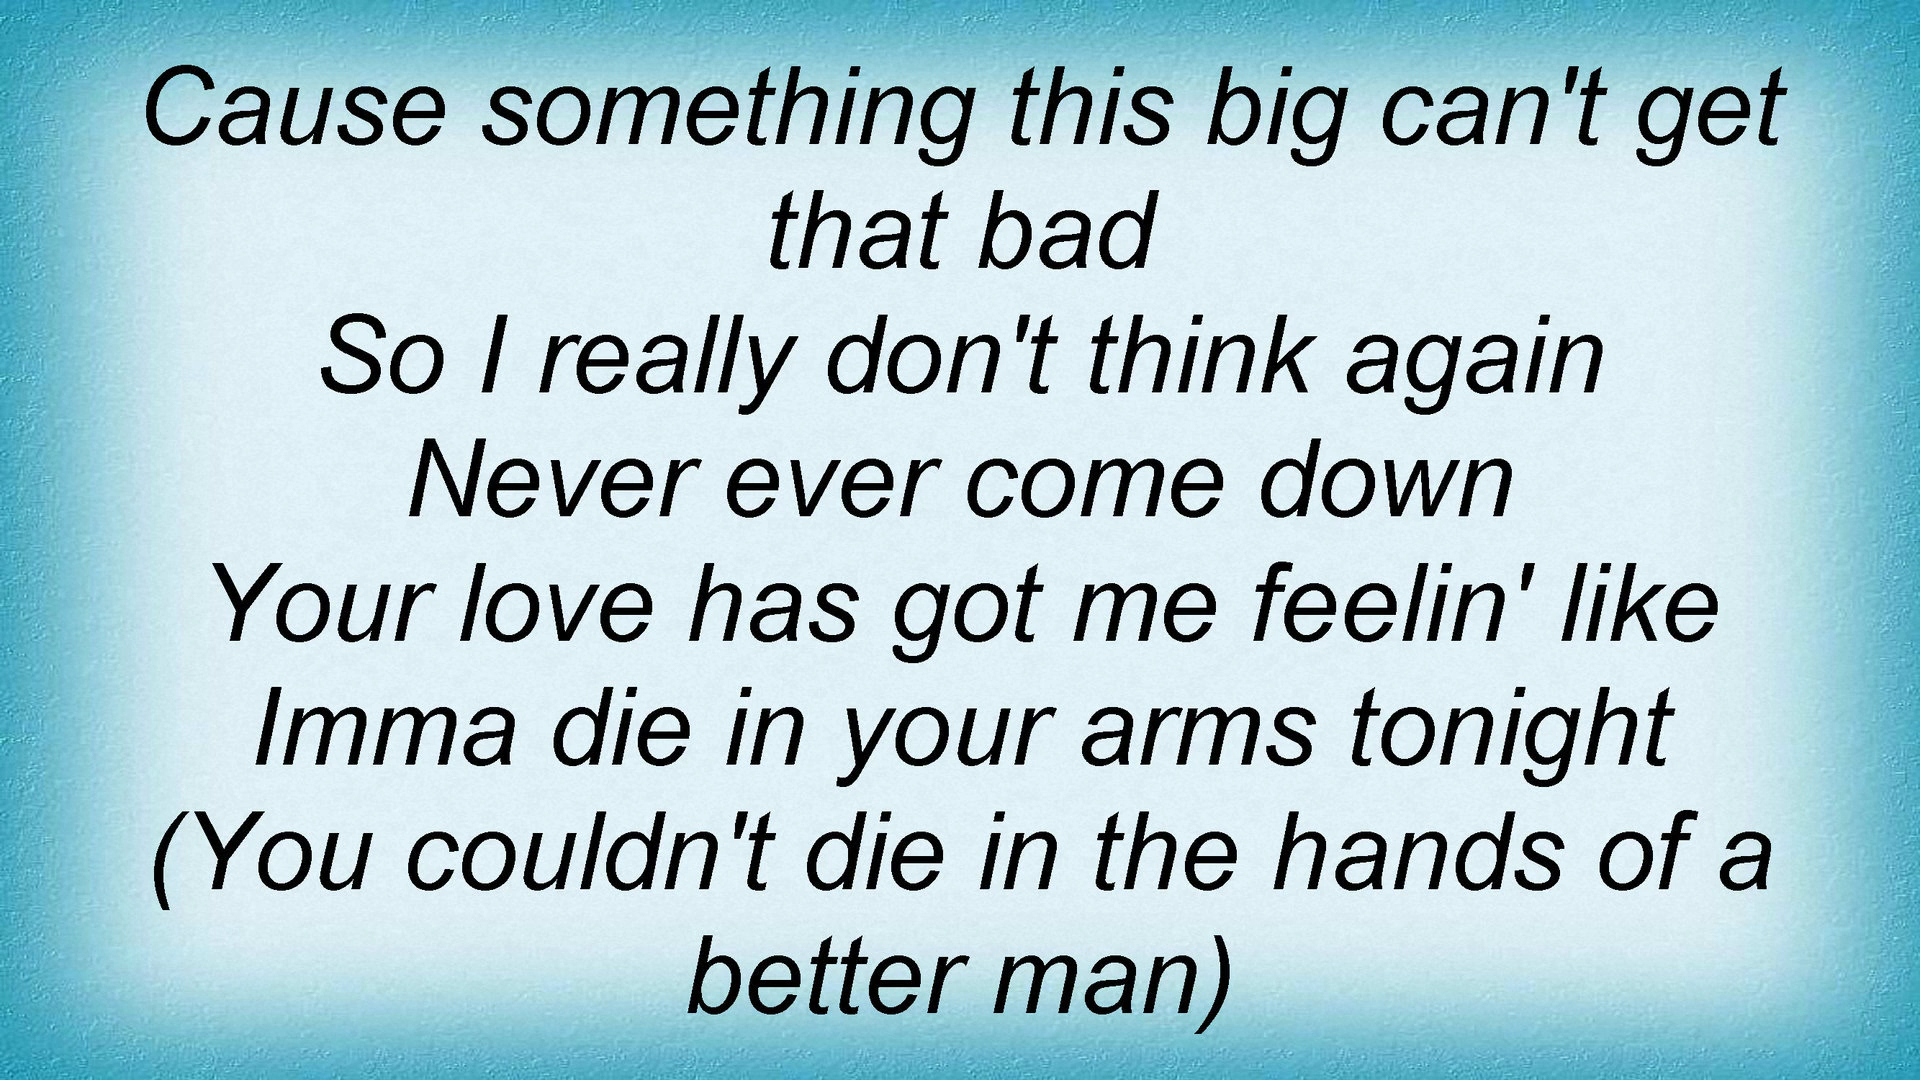 Cause something this big can't get
that bad
So I really don't think again
Never ever come down
Your love has got me feelin' like
Imma die in your arms tonight
(You couldn't die in the hands of a
better man)